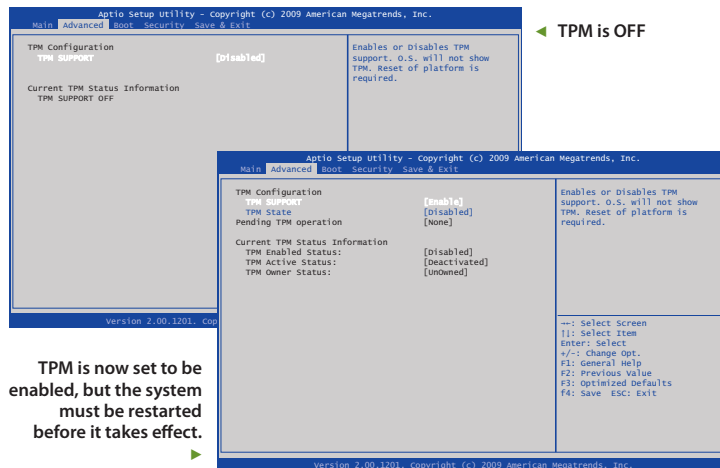 Aptio Setup Utility - Copyright (c) 2009 American Megatrends, Inc.
Main Advanced Boot Security Save & Exit
TPM Configuration
TPM SUPPORT [Disabled]
Current TPM Status Information
TPM SUPPORT OFF
Enables or Disables TPM
support. O.S. will not show
TPM. Reset of platform is
required.
◄ TPM is OFF
Version 2.00.1201. Cop
Aptio Setup Utility - Copyright (c) 2009 American Megatrends, Inc.
Main Advanced Boot Security Save & Exit
TPM Configuration
TPM SUPPORT [Enable]
TPM State [Disabled]
Pending TPM operation [None]
Current TPM Status Information
TPM Enabled Status: [Disabled]
TPM Active Status: [Deactivated]
TPM Owner Status: [UnOwned]
Enables or Disables TPM
support. O.S. will not show
TPM. Reset of platform is
required.
→←: Select Screen
↑↓: Select Item
Enter: Select
+/-: Change Opt.
F1: General Help
F2: Previous Value
F3: Optimized Defaults
f4: Save ESC: Exit
Version 2.00.1201. Copyright (c) 2009 American Megatrends, Inc.
TPM is now set to be
enabled, but the system
must be restarted
before it takes effect.
►